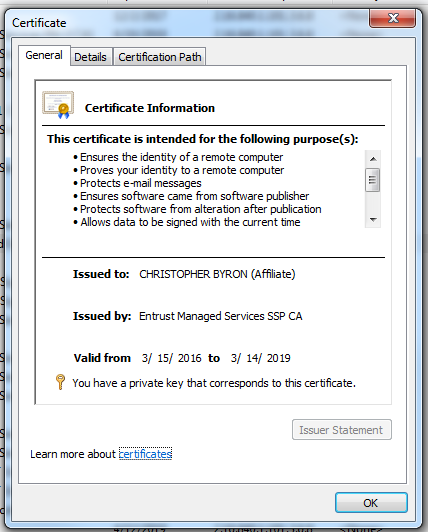 Certificate
General Details Certification Path
Certificate Information
This certificate is intended for the following purpose(s):
• Ensures the identity of a remote computer
• Proves your identity to a remote computer
• Protects e-mail messages
• Ensures software came from software publisher
• Protects software from alteration after publication
• Allows data to be signed with the current time
Issued to: CHRISTOPHER BYRON (Affiliate)
Issued by: Entrust Managed Services SSP CA
Valid from 3/ 15/ 2016 to 3/ 14/ 2019
You have a private key that corresponds to this certificate.
Issuer Statement
Learn more about certificates
OK